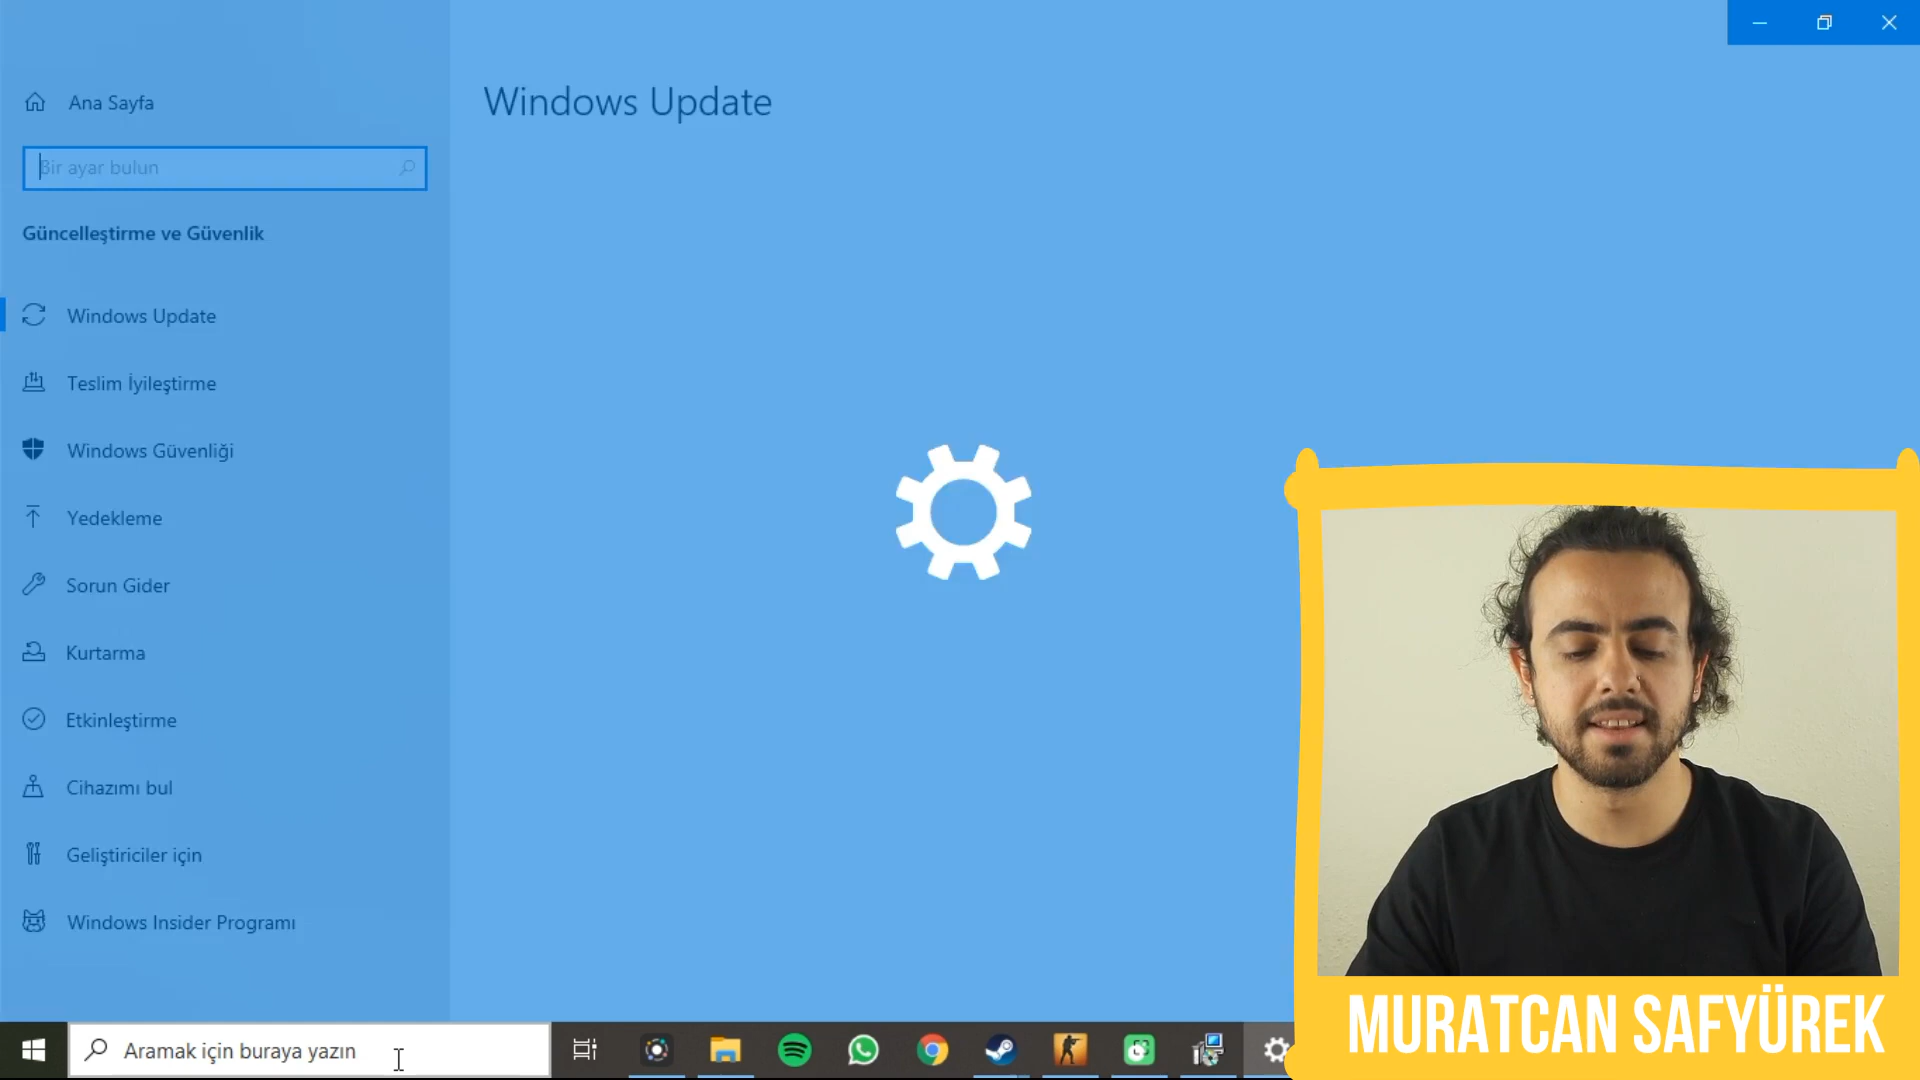 Ana Sayfa
Bir ayar bulun
Güncelleştirme ve Güvenlik
Windows Update
Teslim İyileştirme
Windows Güvenliği
Yedekleme
Sorun Gider
Kurtarma
Etkinleştirme
Cihazımı bul
Geliştiriciler için
Windows Insider Programı
Windows Update
Aramak için buraya yazın
MURATCAN SAFYÜREK